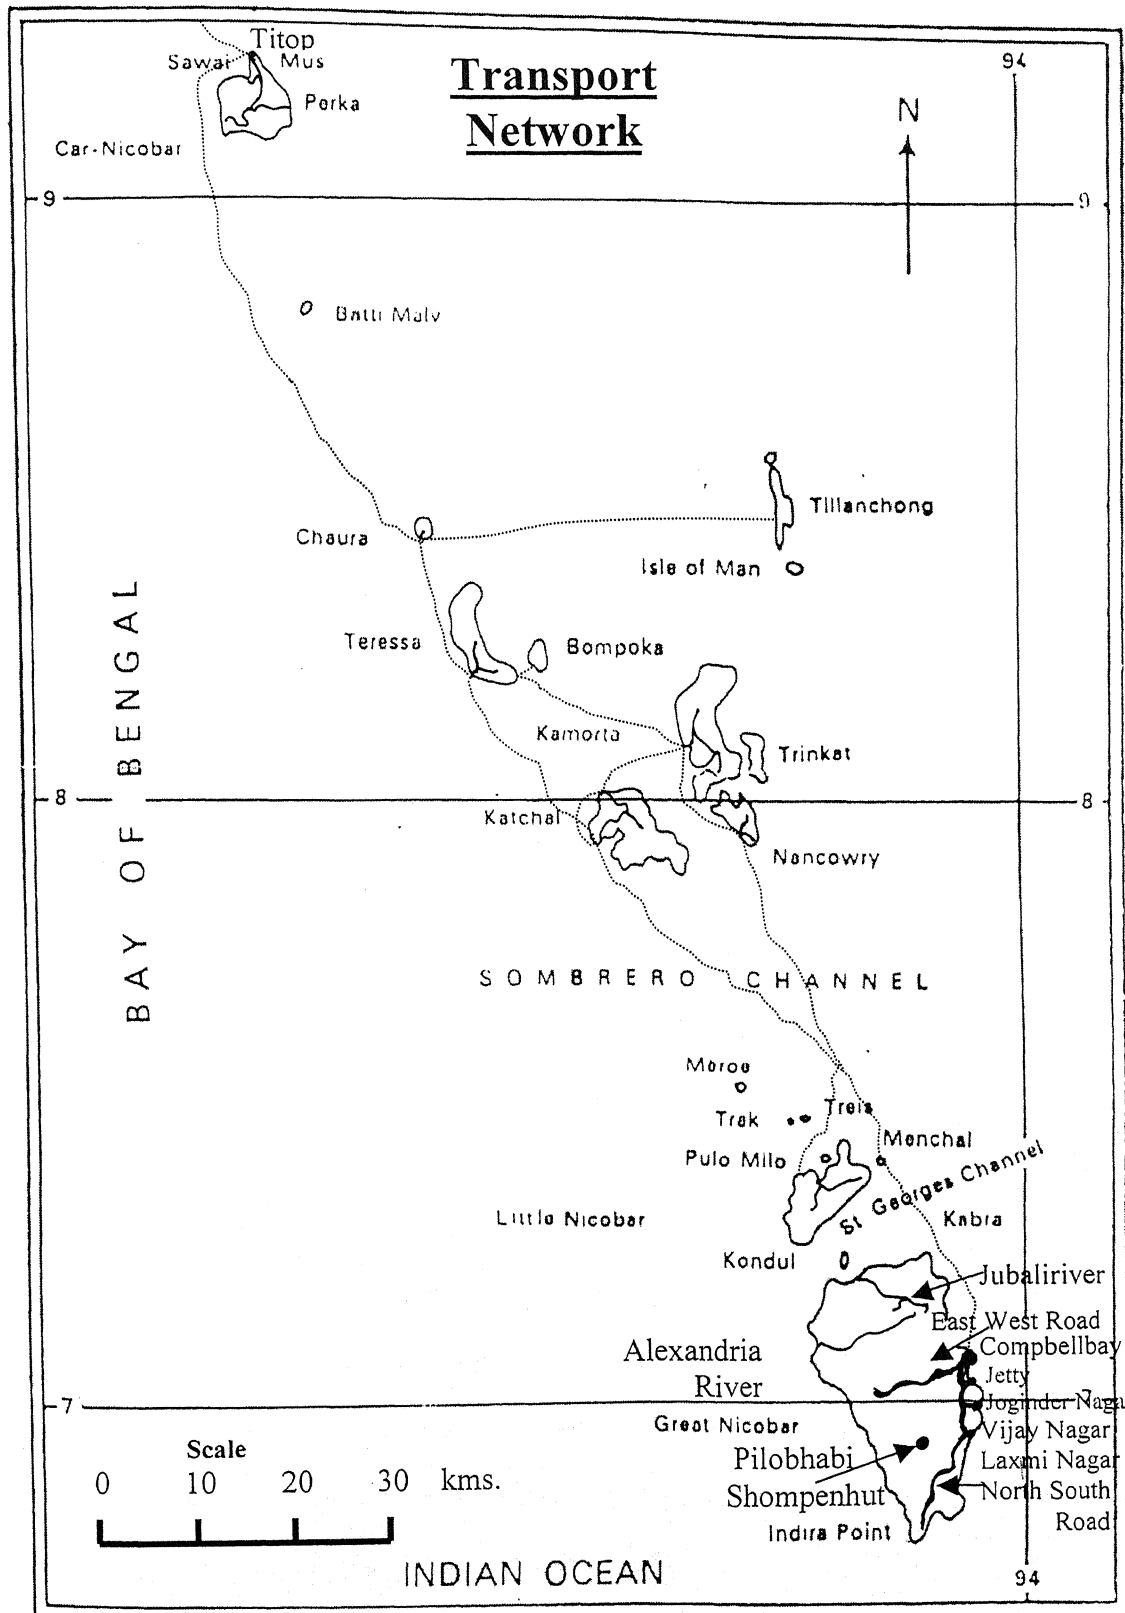 Titop
Sawai Mus
Perka
Car-Nicobar
Transport
Network
94
N
9 9
Batti Malv
Tillanchong
Chaura
Isle of Man
Teressa
Bompoka
Kamorta
Trinkat
8 8
Katchal
Nancowry
BAY OF BENGAL
SOMBRERO CHANNEL
Meroe
Trak Treis
Menchal
Pulo Milo
St Georges Channel
Little Nicobar
Kabra
Kondul
Jubaliriver
East West Road
Alexandria
River
Compbellbay
Jetty
7 7
Joginder Naga
Great Nicobar
Vijay Nagar
Pilobhabi
Laxmi Nagar
Shompenhut
North South
Road
Indira Point
Scale
0 10 20 30 kms.
INDIAN OCEAN
94